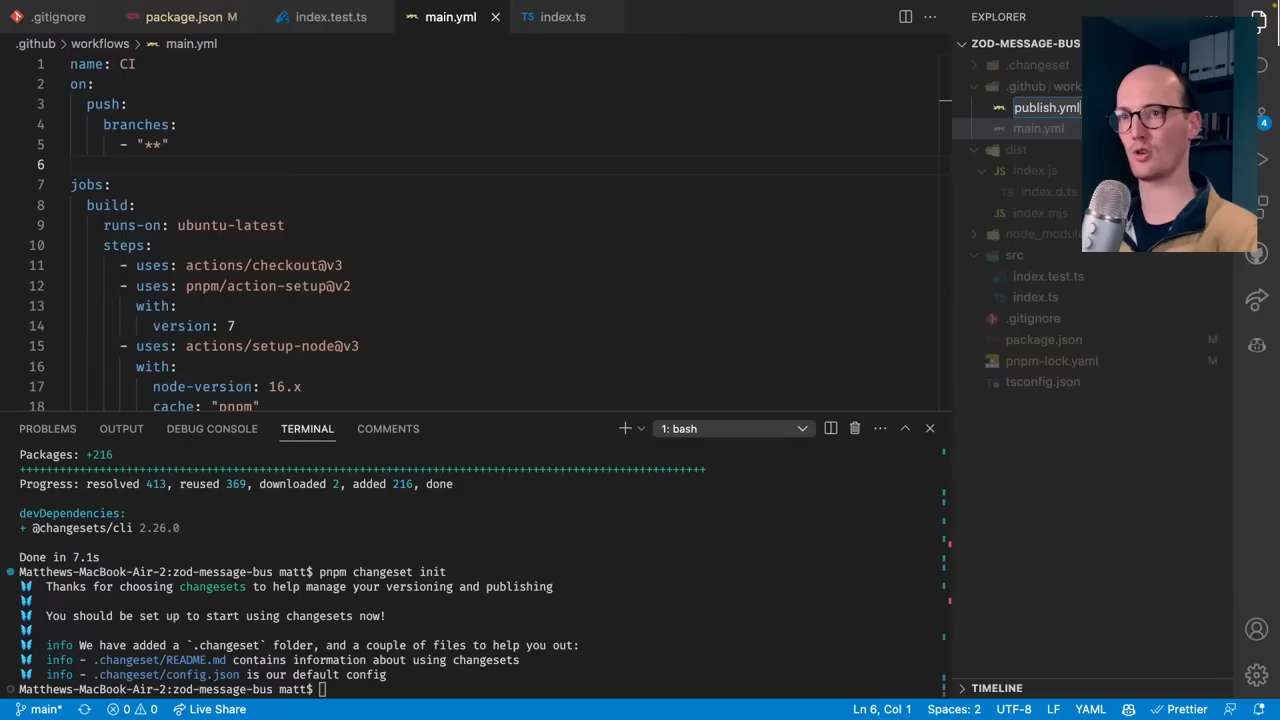 .gitignore
package.json M
index.test.ts
main.yml
TS index.ts
.github > workflows > main.yml
1 name: CI
2 on:
3 push:
4 branches:
5 - "**"
6
7 jobs:
8 build:
9 runs-on: ubuntu-latest
10 steps:
11 - uses: actions/checkout@v3
12 - uses: pnpm/action-setup@v2
13 with:
14 version: 7
15 - uses: actions/setup-node@v3
16 with:
17 node-version: 16.x
18 cache: "pnpm"
PROBLEMS OUTPUT DEBUG CONSOLE TERMINAL COMMENTS
1: bash
Packages: +216
++++++++++++++++++++++++++++++++++++++++++++++++++++++++++++++++++++++++++++++++++++++++++++++++++++
Progress: resolved 413, reused 369, downloaded 2, added 216, done
devDependencies:
+ @changesets/cli 2.26.0
Done in 7.1s
Matthews-MacBook-Air-2:zod-message-bus matt$ pnpm changeset init
Thanks for choosing changesets to help manage your versioning and publishing
You should be set up to start using changesets now!
info We have added a `.changeset` folder, and a couple of files to help you out:
info - .changeset/README.md contains information about using changesets
info - .changeset/config.json is our default config
Matthews-MacBook-Air-2:zod-message-bus matt$
EXPLORER
ZOD-MESSAGE-BUS
.changeset
.github / work
publish.yml
main.yml
dist
JS index.js
TS index.d.ts
JS index.mjs
node_modul
src
index.test.ts
TS index.ts
.gitignore
package.json M
pnpm-lock.yaml M
tsconfig.json
TIMELINE
4
main* 0 0 Live Share
Ln 6, Col 1 Spaces: 2 UTF-8 LF YAML Prettier